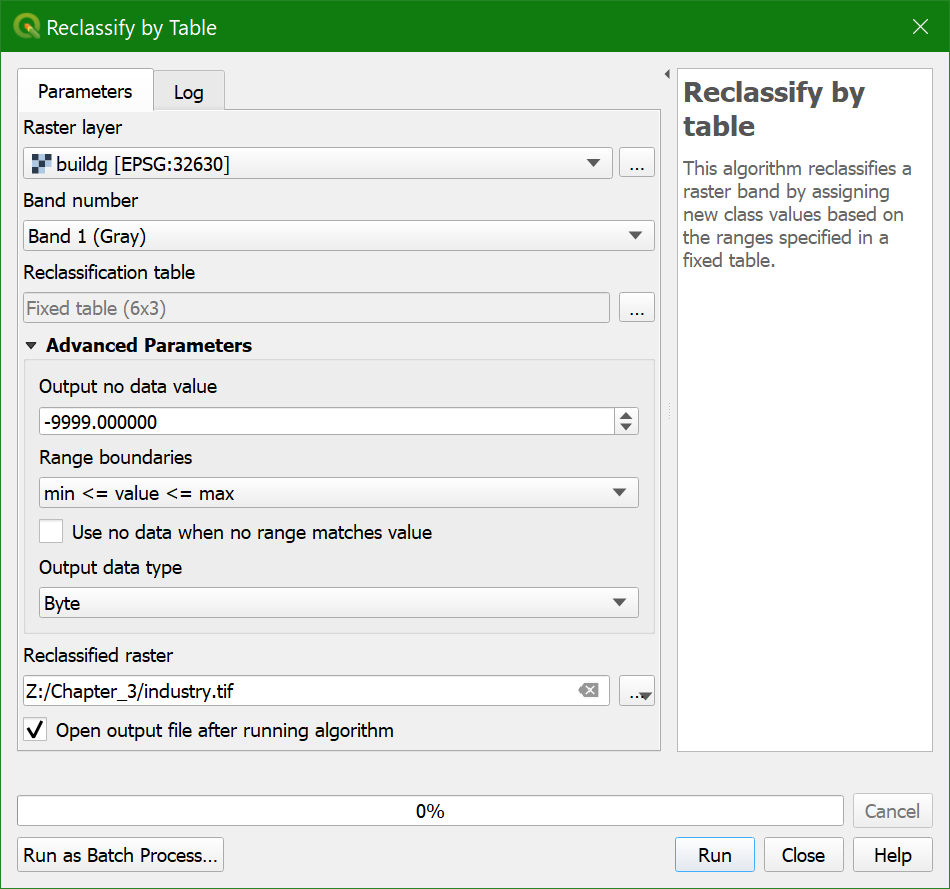 Reclassify by Table
Parameters
Log
Raster layer
buildg [EPSG:32630]
...
Band number
Band 1 (Gray)
Reclassification table
Fixed table (6x3)
...
Advanced Parameters
Output no data value
-9999.000000
Range boundaries
min <= value <= max
Use no data when no range matches value
Output data type
Byte
Reclassified raster
Z:/Chapter_3/industry.tif
...
Open output file after running algorithm
Reclassify by
table
This algorithm reclassifies a
raster band by assigning
new class values based on
the ranges specified in a
fixed table.
0%
Cancel
Run as Batch Process...
Run
Close
Help